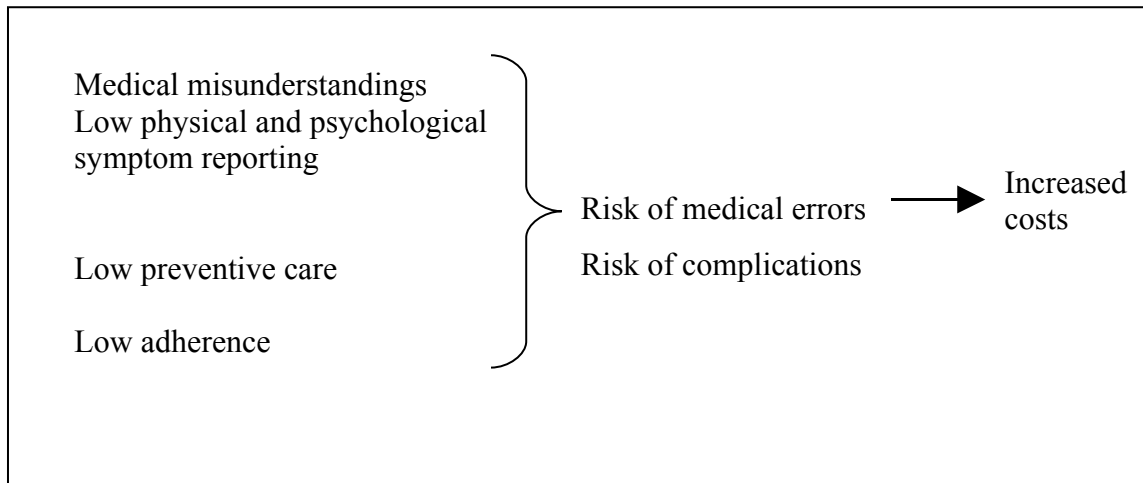 Medical misunderstandings
Low physical and psychological
symptom reporting
Low preventive care
Low adherence
Risk of medical errors
Risk of complications
Increased
costs